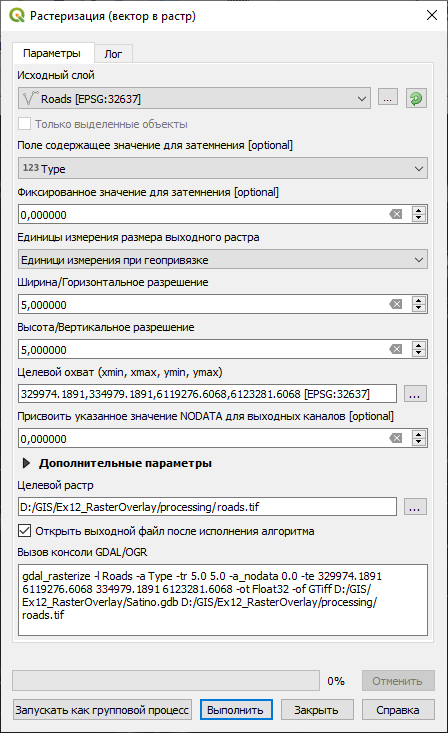 Растеризация (вектор в растр)
Параметры
Лог
Исходный слой
Roads [EPSG:32637]
...
Только выделенные объекты
Поле содержащее значение для затемнения [optional]
123 Type
Фиксированное значение для затемнения [optional]
0,000000
Единицы измерения размера выходного растра
Единици измерения при геопривязке
Ширина/Горизонтальное разрешение
5,000000
Высота/Вертикальное разрешение
5,000000
Целевой охват (xmin, xmax, ymin, ymax)
329974.1891,334979.1891,6119276.6068,6123281.6068 [EPSG:32637]
...
Присвоить указанное значение NODATA для выходных каналов [optional]
0,000000
Дополнительные параметры
Целевой растр
D:/GIS/Ex12_RasterOverlay/processing/roads.tif
...
Открыть выходной файл после исполнения алгоритма
Вызов консоли GDAL/OGR
gdal_rasterize -l Roads -a Type -tr 5.0 5.0 -a_nodata 0.0 -te 329974.1891
6119276.6068 334979.1891 6123281.6068 -ot Float32 -of GTiff D:/GIS/
Ex12_RasterOverlay/Satino.gdb D:/GIS/Ex12_RasterOverlay/processing/
roads.tif
0%
Отменить
Запускать как групповой процесс
Выполнить
Закрыть
Справка